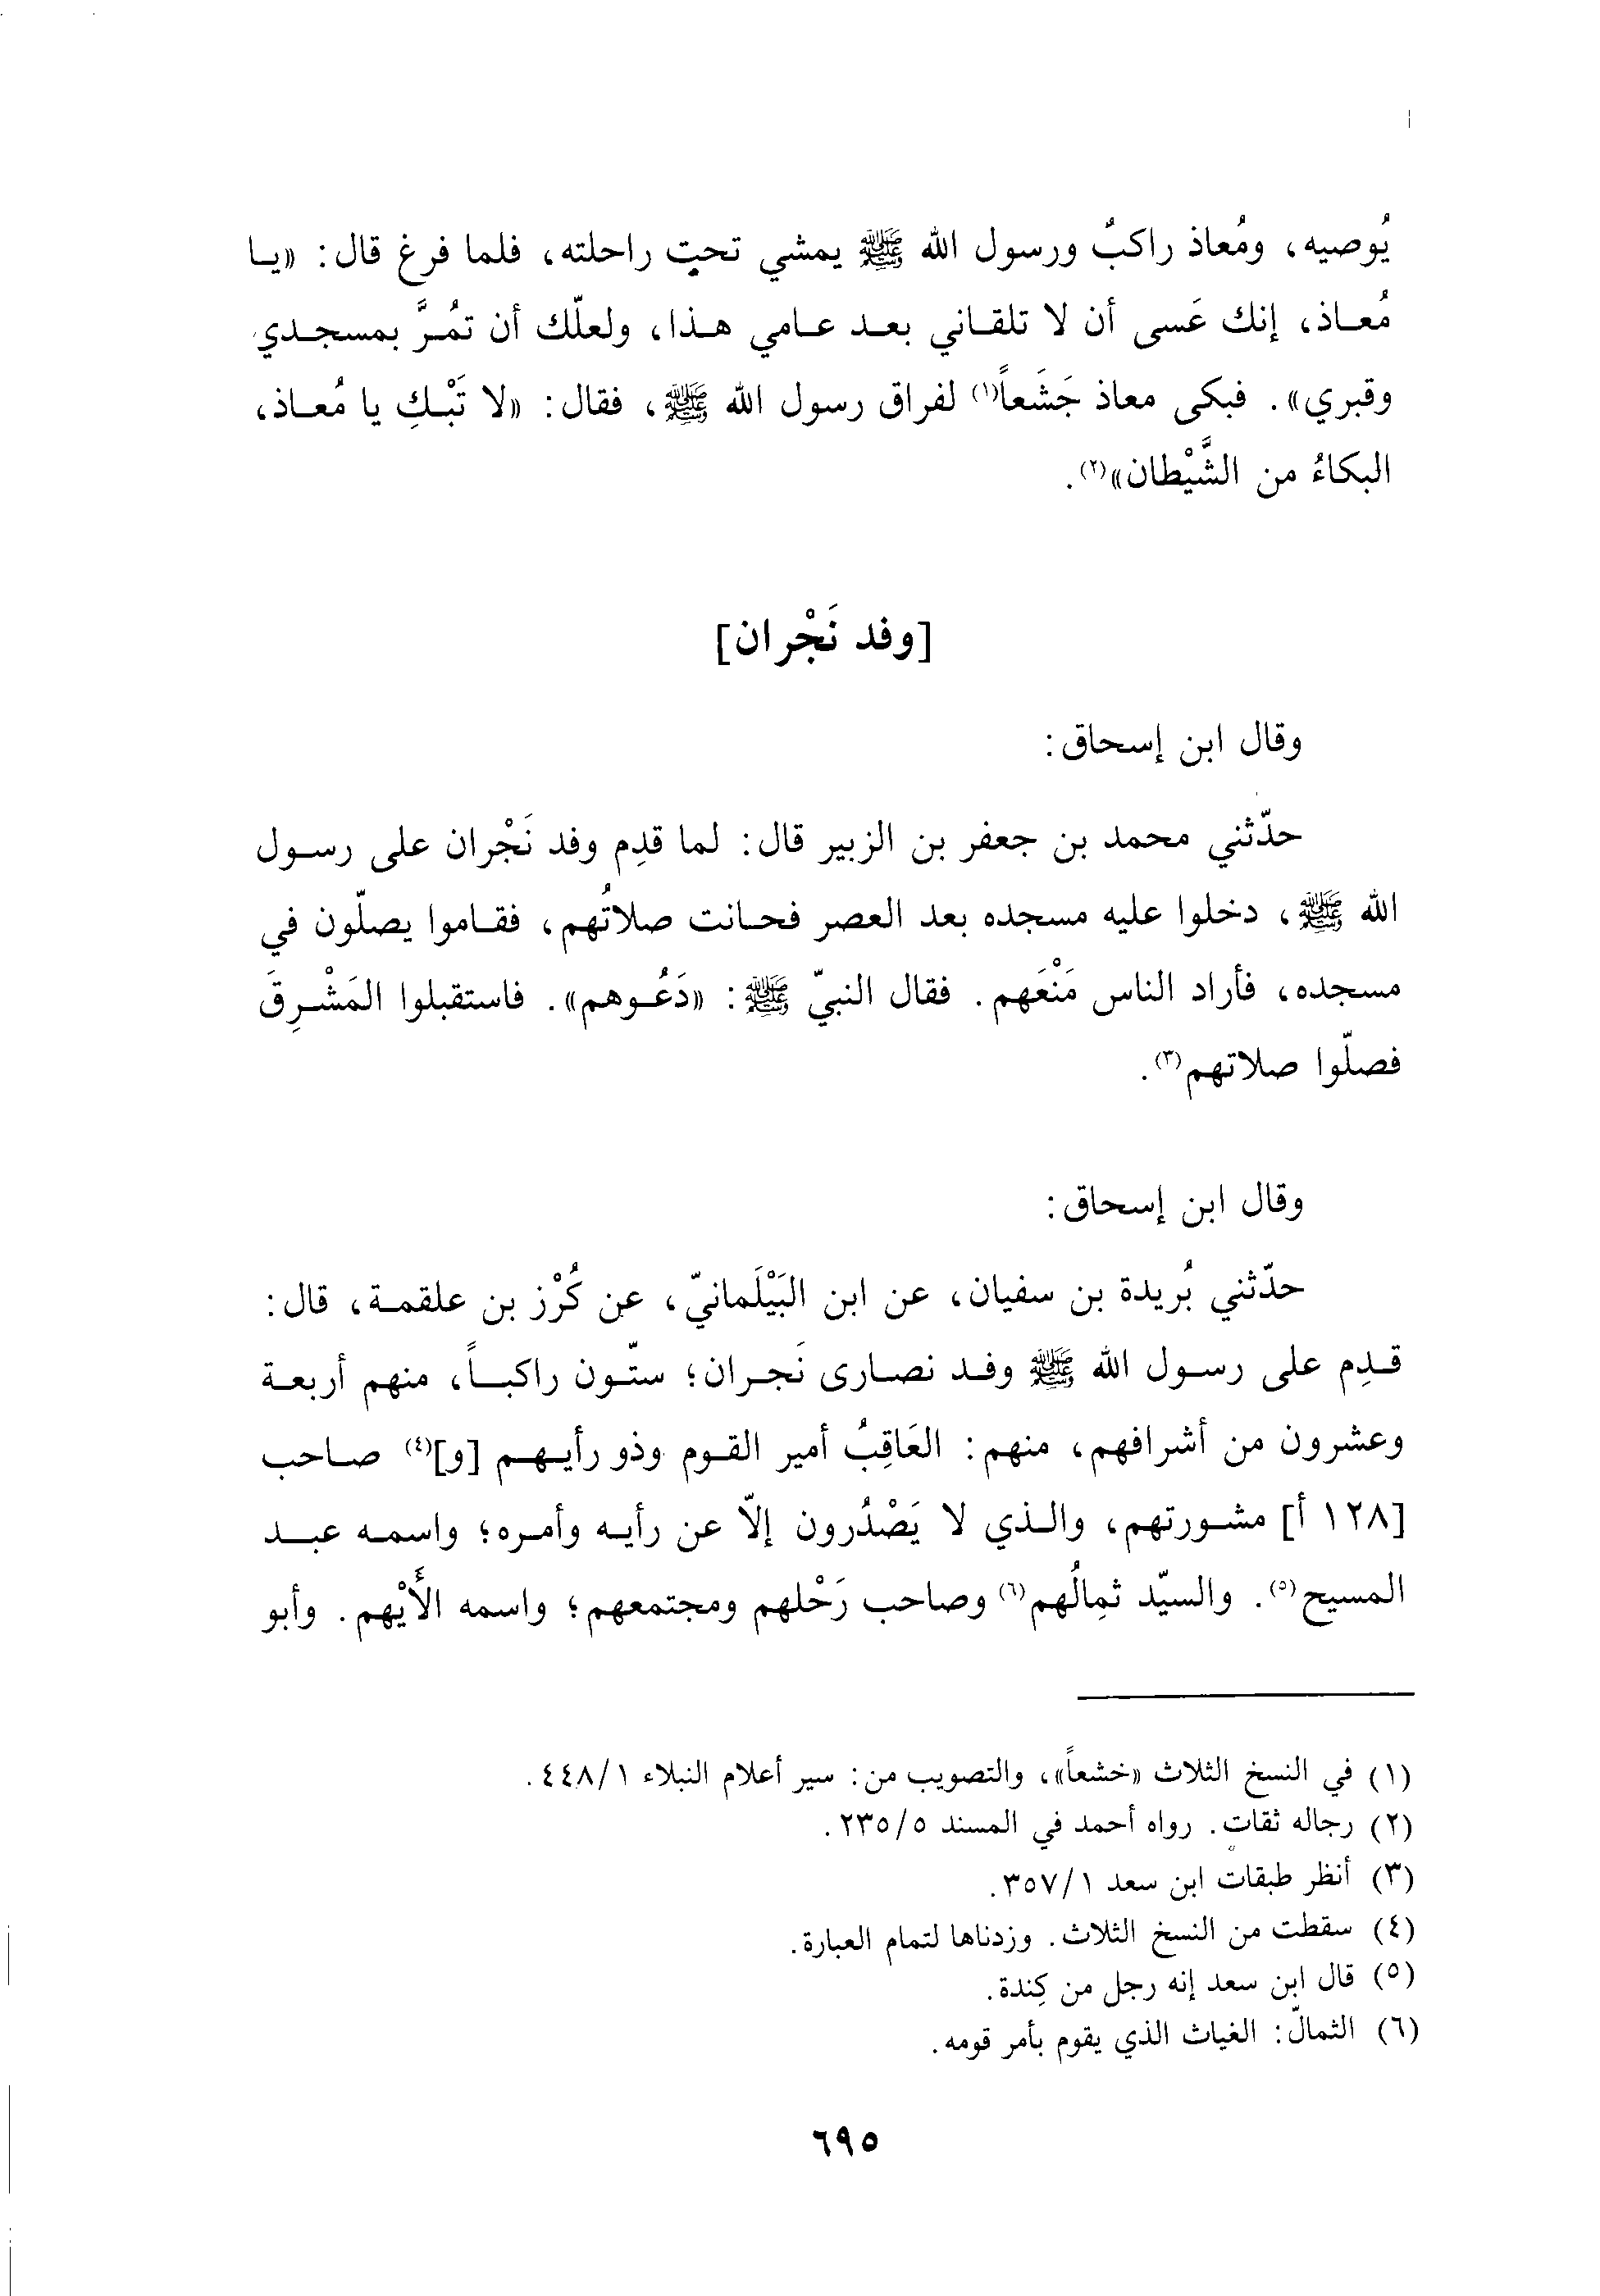 يُوصيه، ومُعاذ راكبٌ ورسول الله ﷺ يمشي تحت راحلته، فلما فرغ قال: «يا
مُعاذ، إنك عَسى أن لا تلقاني بعد عامي هذا، ولعلّك أن تمُرَّ بمسجدي
وقبري». فبكى معاذ جَشَعاً(١) لفراق رسول الله ﷺ، فقال: «لا تَبْكِ يا مُعاذ،
البكاءُ من الشَّيْطان»(٢).
[وفد نَجْران]
وقال ابن إسحاق:
حدّثني محمد بن جعفر بن الزبير قال: لما قدِم وفد نَجْران على رسول
الله ﷺ، دخلوا عليه مسجده بعد العصر فحانت صلاتُهم، فقاموا يصلّون في
مسجده، فأراد الناس مَنْعَهم. فقال النبيّ ﷺ: «دَعُوهم». فاستقبلوا المَشْرِقَ
فصلّوا صلاتهم(٣).
وقال ابن إسحاق:
حدّثني بُريدة بن سفيان، عن ابن البَيْلَمانيّ، عن كُرْز بن علقمة، قال:
قدِم على رسول الله ﷺ وفد نصارى نَجران؛ ستّون راكباً، منهم أربعة
وعشرون من أشرافهم، منهم: العَاقِبُ أمير القوم وذو رأيهم [و](٤) صاحب
[١٢٨ أ] مشورتهم، والذي لا يَصْدُرون إلاّ عن رأيه وأمره؛ واسمه عبد
المسيح(٥). والسيّد ثمِالُهم(٦) وصاحب رَحْلهم ومجتمعهم؛ واسمه الأَيْهم. وأبو
(١) في النسخ الثلاث «خشعاً»، والتصويب من: سير أعلام النبلاء ٤٤٨/١.
(٢) رجاله ثقات. رواه أحمد في المسند ٢٣٥/٥.
(٣) أنظر طبقات ابن سعد ٣٥٧/١.
(٤) سقطت من النسخ الثلاث. وزدناها لتمام العبارة.
(٥) قال ابن سعد إنه رجل من كِندة.
(٦) الثمال: الغياث الذي يقوم بأمر قومه.
٦٩٥